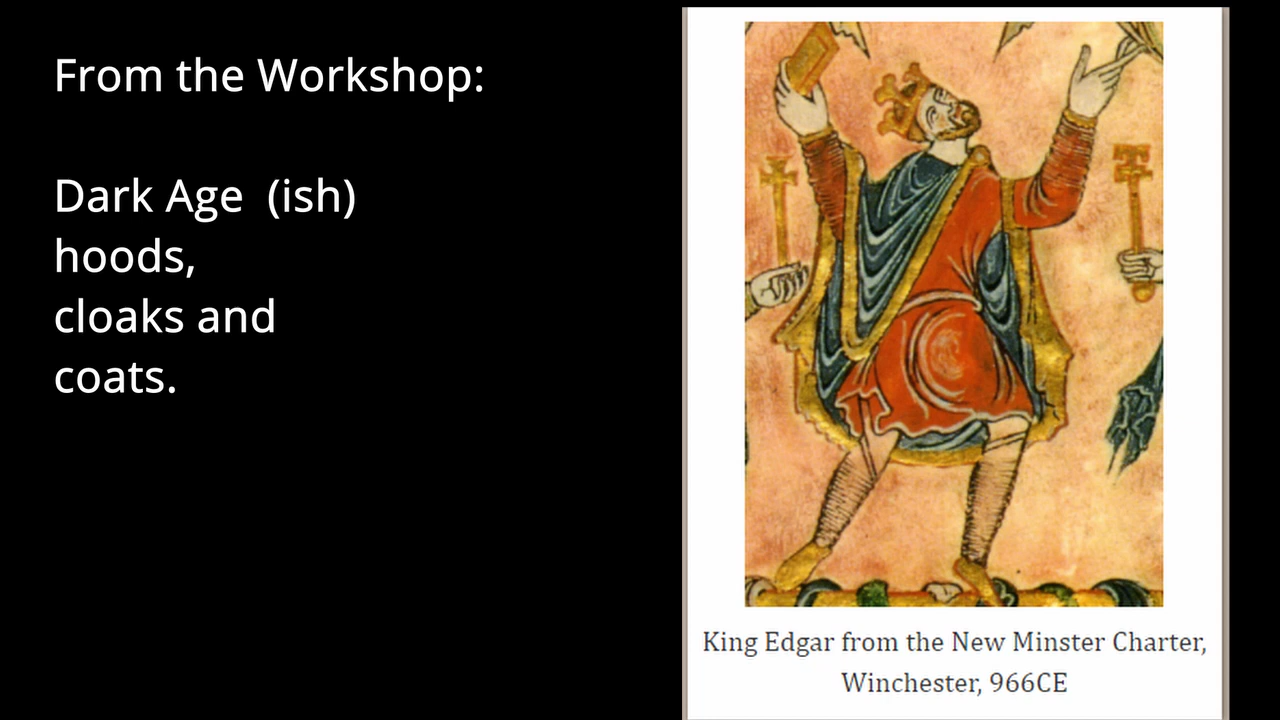 From the Workshop:
Dark Age  (ish)
hoods,
cloaks and
coats.
King Edgar from the New Minster Charter,
Winchester, 966CE